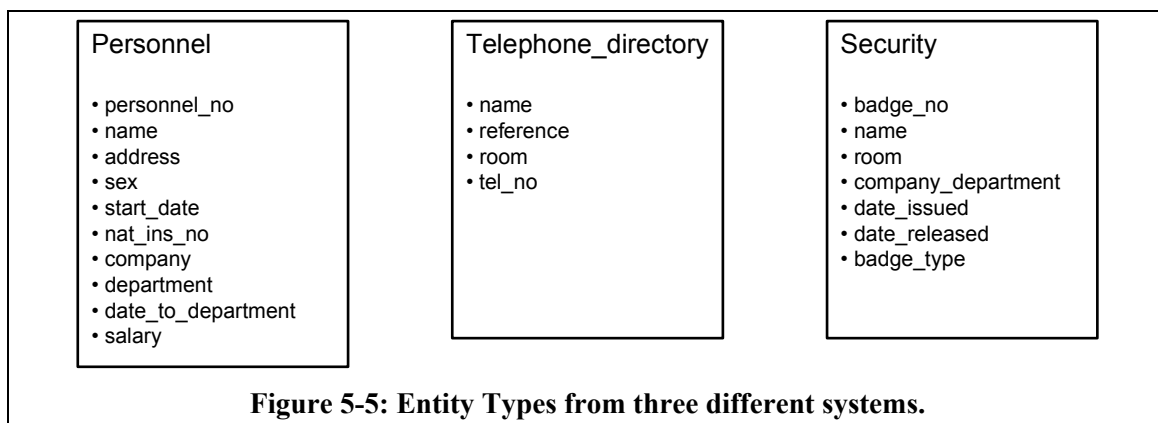 Personnel
• personnel_no
• name
• address
• sex
• start_date
• nat_ins_no
• company
• department
• date_to_department
• salary
Telephone_directory
• name
• reference
• room
• tel_no
Security
• badge_no
• name
• room
• company_department
• date_issued
• date_released
• badge_type
Figure 5-5: Entity Types from three different systems.